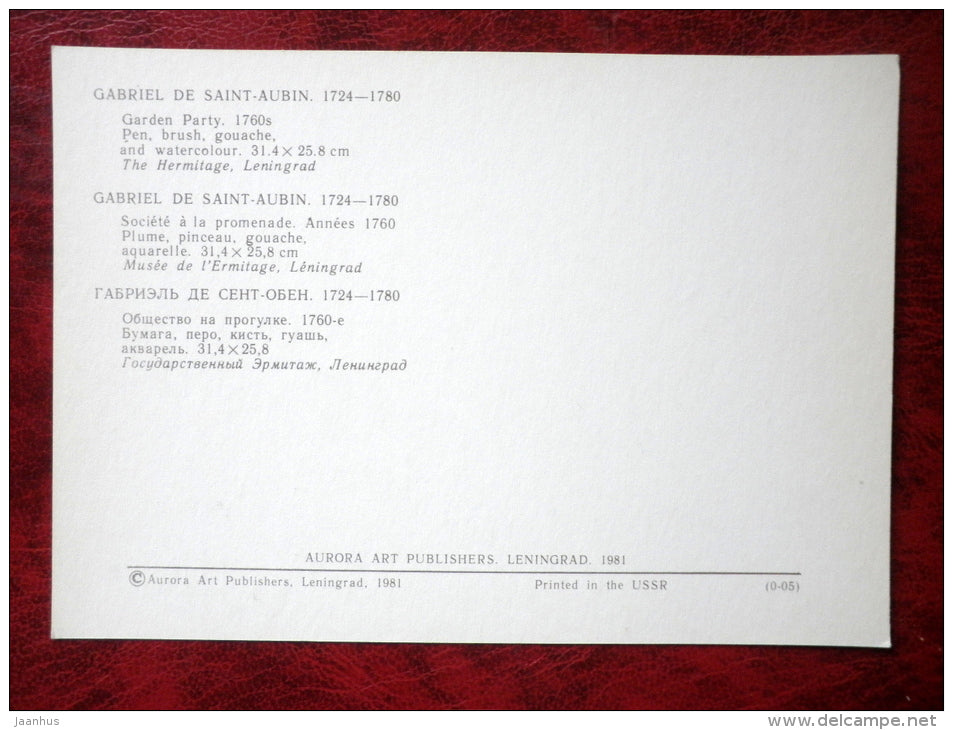 GABRIEL DE SAINT-AUBIN. 1724—1780
Garden Party. 1760s
Pen, brush, gouache,
and watercolour. 31.4 × 25.8 cm
The Hermitage, Leningrad
GABRIEL DE SAINT-AUBIN. 1724—1780
Société à la promenade. Années 1760
Plume, pinceau, gouache,
aquarelle. 31,4 × 25,8 cm
Musée de l'Ermitage, Léningrad
ГАБРИЭЛЬ ДЕ СЕНТ-ОБЕН. 1724—1780
Общество на прогулке. 1760-е
Бумага, перо, кисть, гуашь,
акварель. 31,4 × 25,8
Государственный Эрмитаж, Ленинград
AURORA ART PUBLISHERS. LENINGRAD. 1981
© Aurora Art Publishers, Leningrad, 1981 Printed in the USSR (0-05)
Jaanhus delcampe.net